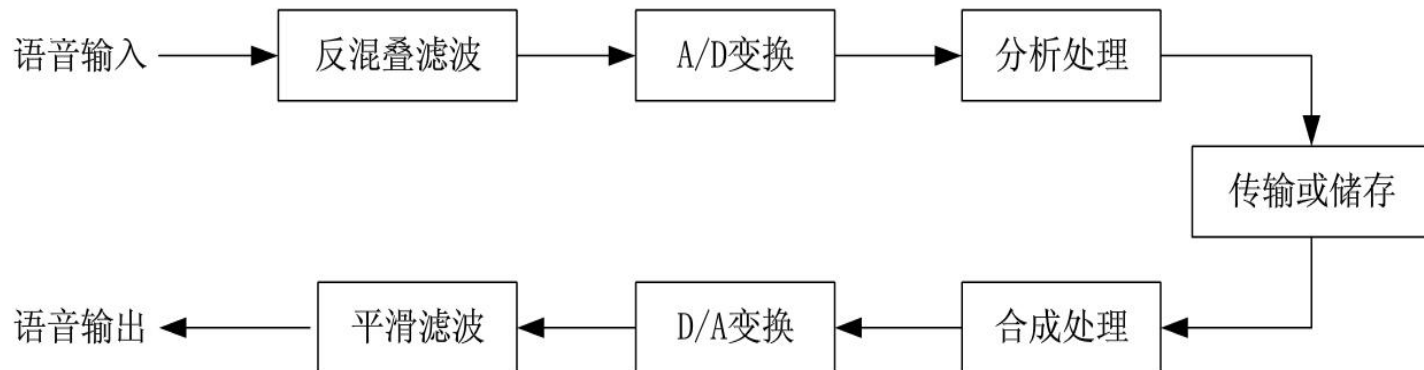 语音输入
反混叠滤波
A/D变换
分析处理
传输或储存
语音输出
平滑滤波
D/A变换
合成处理